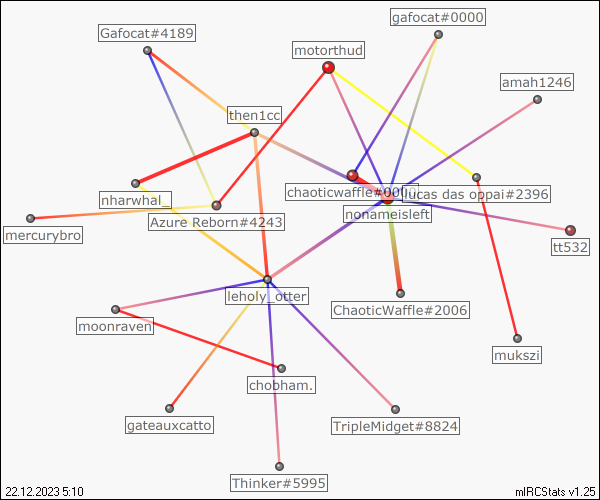 gafocat#0000
Gafocat#4189
motorthud
amah1246
then1cc
chaoticwaffle#00
lucas das oppai#2396
nharwhal_
nonameisleft
Azure Reborn#4243
mercurybro
tt532
leholy_otter
ChaoticWaffle#2006
moonraven
mukszi
chobham.
gateauxcatto
TripleMidget#8824
Thinker#5995
22.12.2023 5:10
mIRCStats v1.25